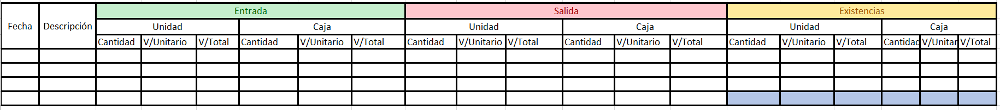 Entrada Salida Existencias
Fecha Descripción Unidad Caja Unidad Caja Unidad Caja
Cantidad V/Unitario V/Total Cantidad V/Unitario V/Total Cantidad V/Unitario V/Total Cantidad V/Unitario V/Total Cantidad V/Unitario V/Total Cantidad V/Unitar V/Total